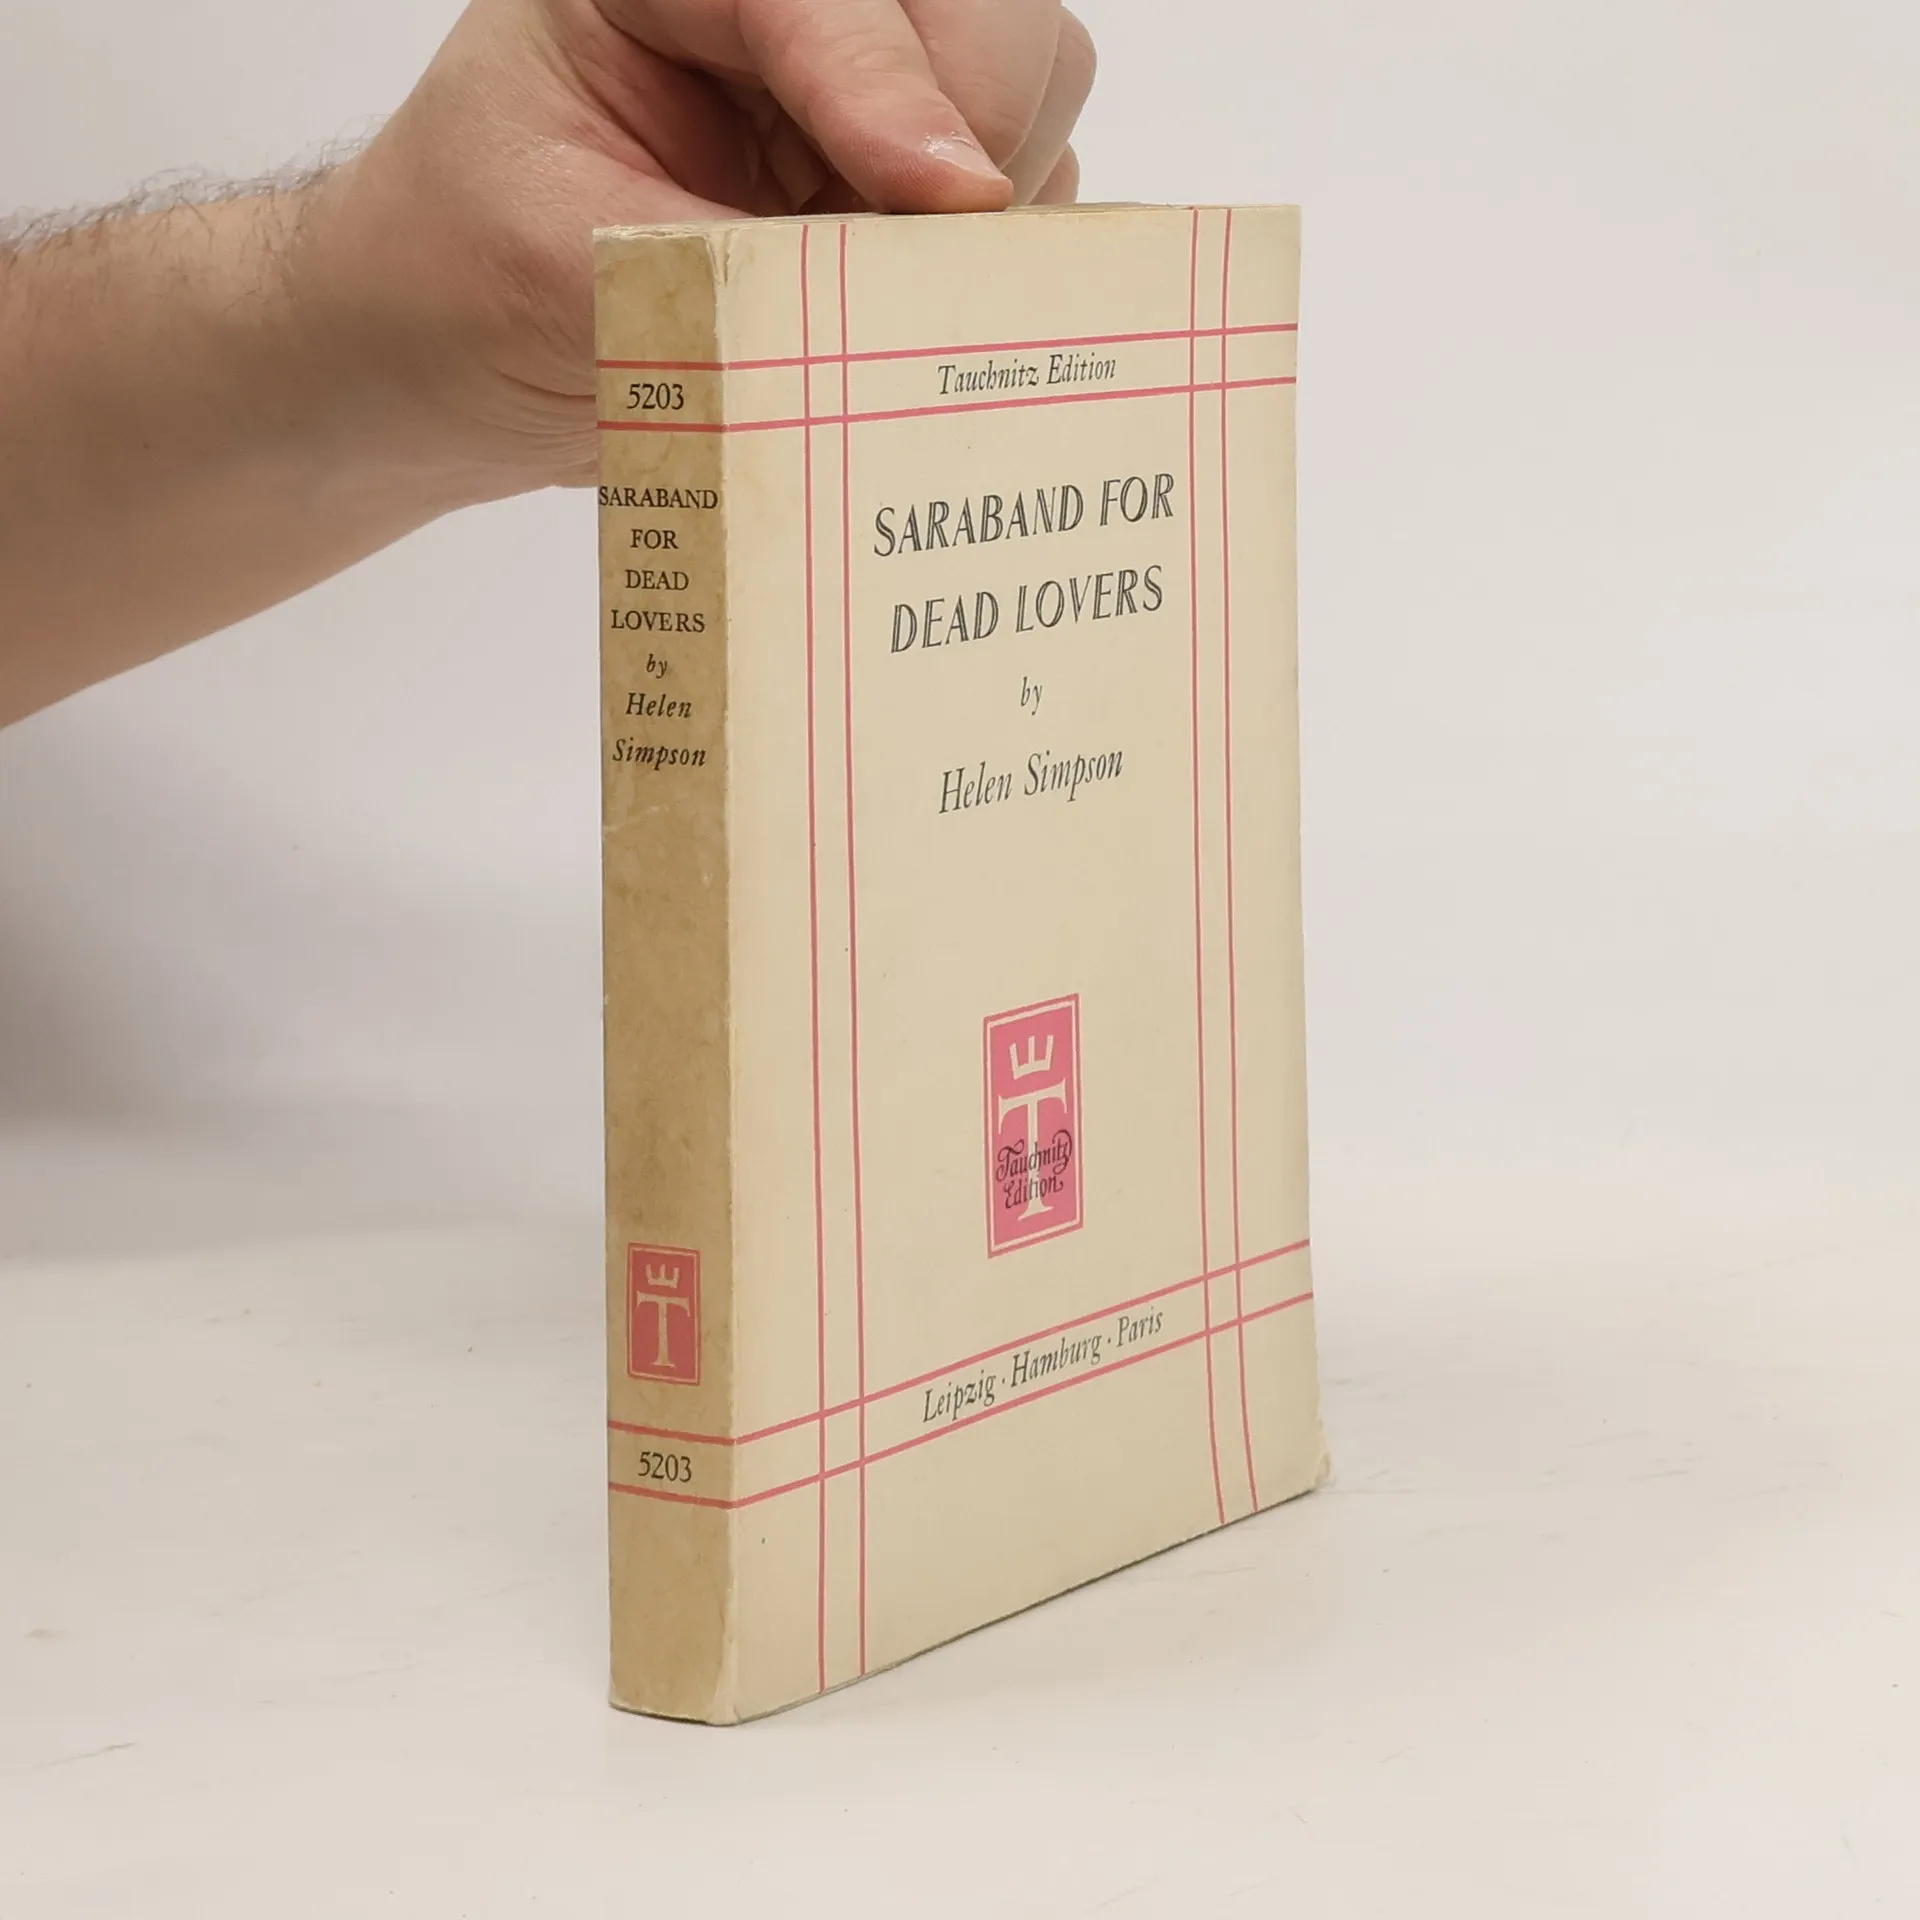 5203
SARABAND
FOR
DEAD
LOVERS
by
Helen
Simpson
T
5203
Tauchnitz Edition
SARABAND FOR
DEAD LOVERS
by
Helen Simpson
T
Tauchnitz
Edition
Leipzig · Hamburg · Paris